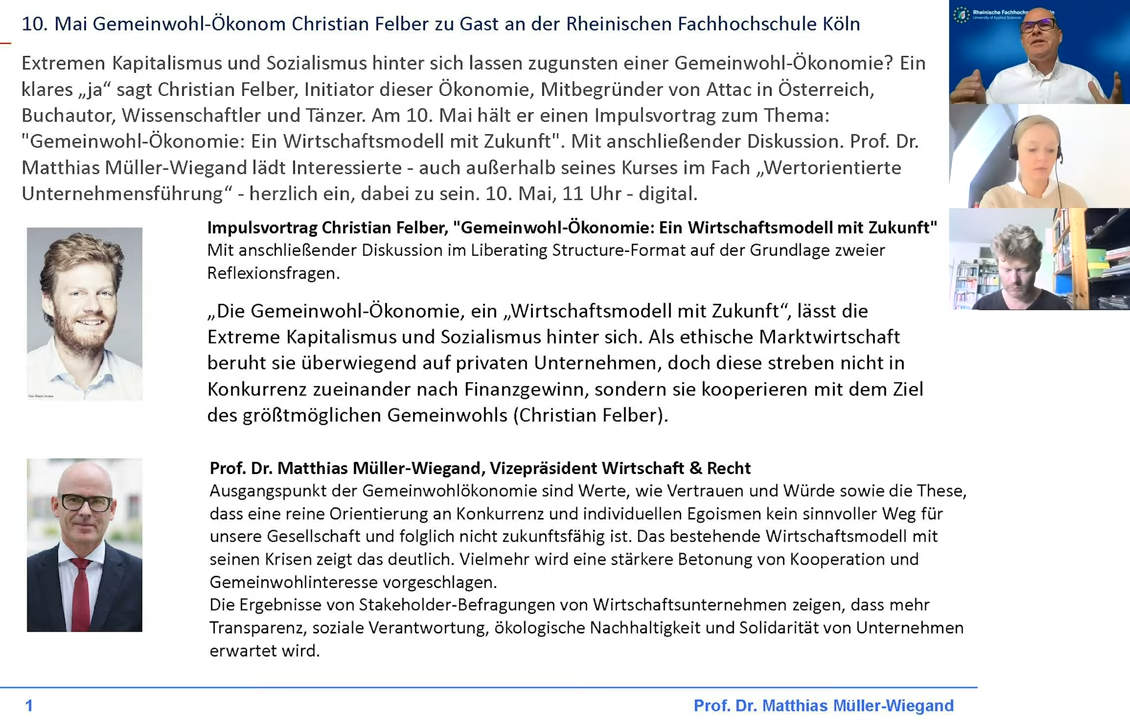 10. Mai Gemeinwohl-Ökonom Christian Felber zu Gast an der Rheinischen Fachhochschule Köln
Extremen Kapitalismus und Sozialismus hinter sich lassen zugunsten einer Gemeinwohl-Ökonomie? Ein
klares „ja“ sagt Christian Felber, Initiator dieser Ökonomie, Mitbegründer von Attac in Österreich,
Buchautor, Wissenschaftler und Tänzer. Am 10. Mai hält er einen Impulsvortrag zum Thema:
"Gemeinwohl-Ökonomie: Ein Wirtschaftsmodell mit Zukunft". Mit anschließender Diskussion. Prof. Dr.
Matthias Müller-Wiegand lädt Interessierte - auch außerhalb seines Kurses im Fach „Wertorientierte
Unternehmensführung“ - herzlich ein, dabei zu sein. 10. Mai, 11 Uhr - digital.
Impulsvortrag Christian Felber, "Gemeinwohl-Ökonomie: Ein Wirtschaftsmodell mit Zukunft"
Mit anschließender Diskussion im Liberating Structure-Format auf der Grundlage zweier
Reflexionsfragen.
„Die Gemeinwohl-Ökonomie, ein „Wirtschaftsmodell mit Zukunft“, lässt die
Extreme Kapitalismus und Sozialismus hinter sich. Als ethische Marktwirtschaft
beruht sie überwiegend auf privaten Unternehmen, doch diese streben nicht in
Konkurrenz zueinander nach Finanzgewinn, sondern sie kooperieren mit dem Ziel
des größtmöglichen Gemeinwohls (Christian Felber).
Prof. Dr. Matthias Müller-Wiegand, Vizepräsident Wirtschaft & Recht
Ausgangspunkt der Gemeinwohlökonomie sind Werte, wie Vertrauen und Würde sowie die These,
dass eine reine Orientierung an Konkurrenz und individuellen Egoismen kein sinnvoller Weg für
unsere Gesellschaft und folglich nicht zukunftsfähig ist. Das bestehende Wirtschaftsmodell mit
seinen Krisen zeigt das deutlich. Vielmehr wird eine stärkere Betonung von Kooperation und
Gemeinwohlinteresse vorgeschlagen.
Die Ergebnisse von Stakeholder-Befragungen von Wirtschaftsunternehmen zeigen, dass mehr
Transparenz, soziale Verantwortung, ökologische Nachhaltigkeit und Solidarität von Unternehmen
erwartet wird.
1
Prof. Dr. Matthias Müller-Wiegand
Rheinische
University of Applied Sciences